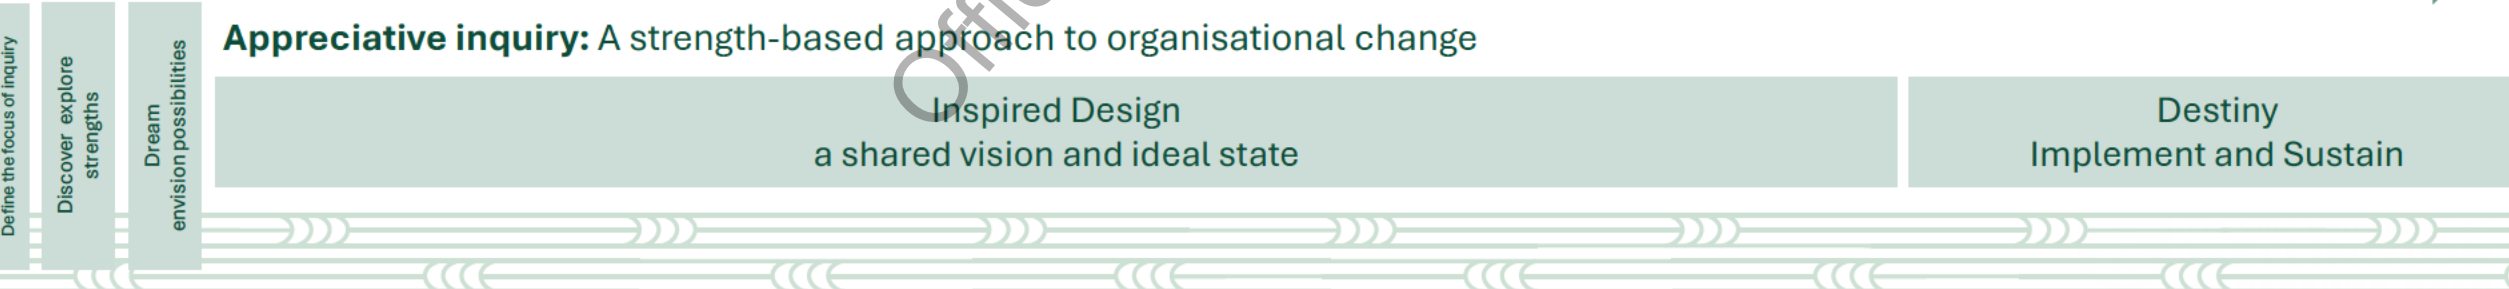 Define the focus of inquiry
Discover explore
strengths
Dream
envision possibilities
Appreciative inquiry: A strength-based approach to organisational change
Inspired Design
a shared vision and ideal state
Destiny
Implement and Sustain